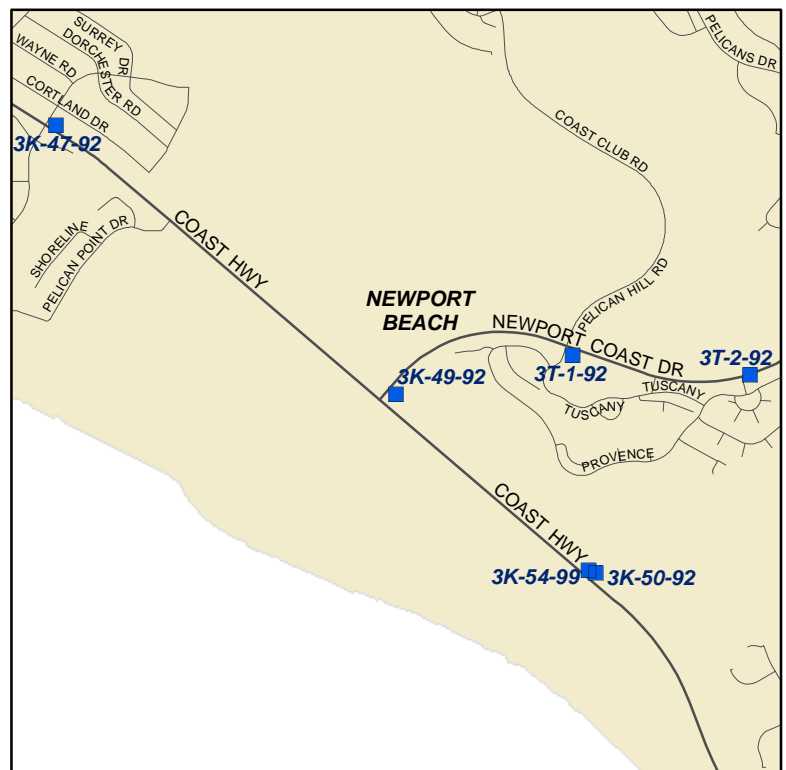 SURREY DR
DORCHESTER RD
WAYNE RD
CORTLAND DR
3K-47-92
PELICANS DR
COAST CLUB RD
SHORELINE
PELICAN POINT DR
COAST HWY
PELICAN HILL RD
NEWPORT
BEACH
NEWPORT COAST DR
3T-2-92
3T-1-92
3K-49-92
TUSCANY
TUSCANY
PROVENCE
COAST HWY
3K-54-99
3K-50-92